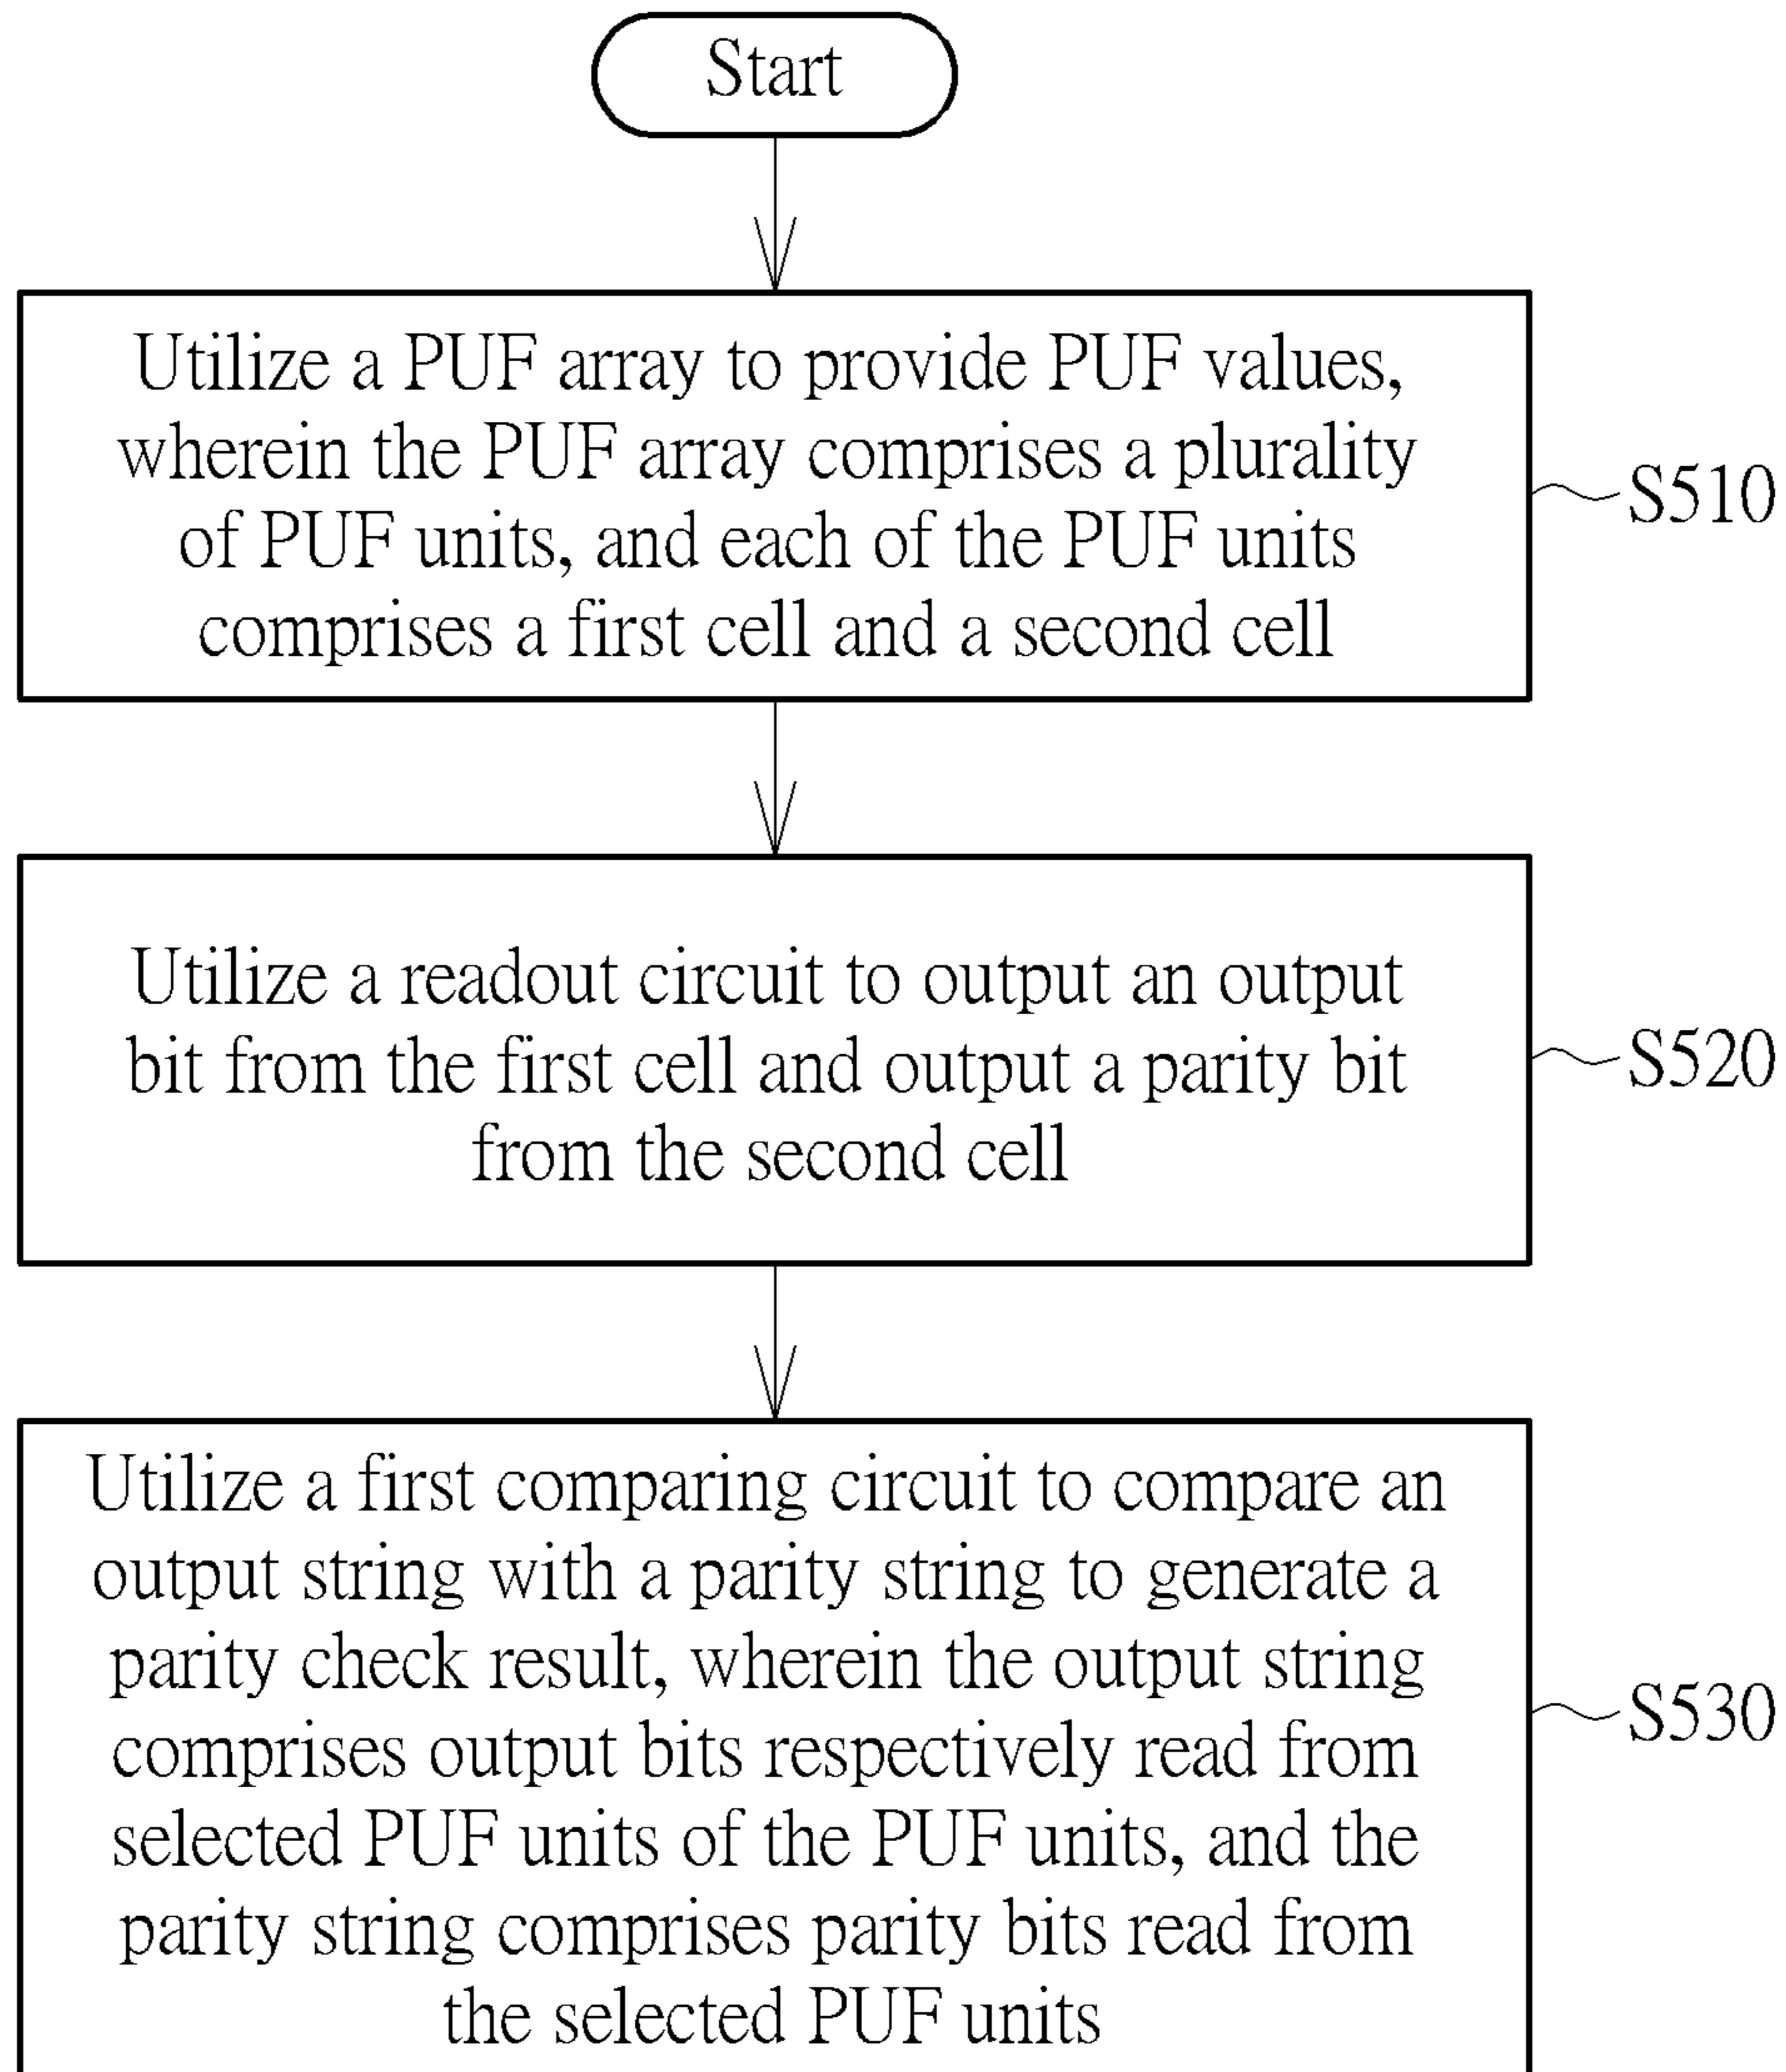 Start
Utilize a PUF array to provide PUF values,
wherein the PUF array comprises a plurality
of PUF units, and each of the PUF units
comprises a first cell and a second cell
S510
Utilize a readout circuit to output an output
bit from the first cell and output a parity bit
from the second cell
S520
Utilize a first comparing circuit to compare an
output string with a parity string to generate a
parity check result, wherein the output string
comprises output bits respectively read from
selected PUF units of the PUF units, and the
parity string comprises parity bits read from
the selected PUF units
S530